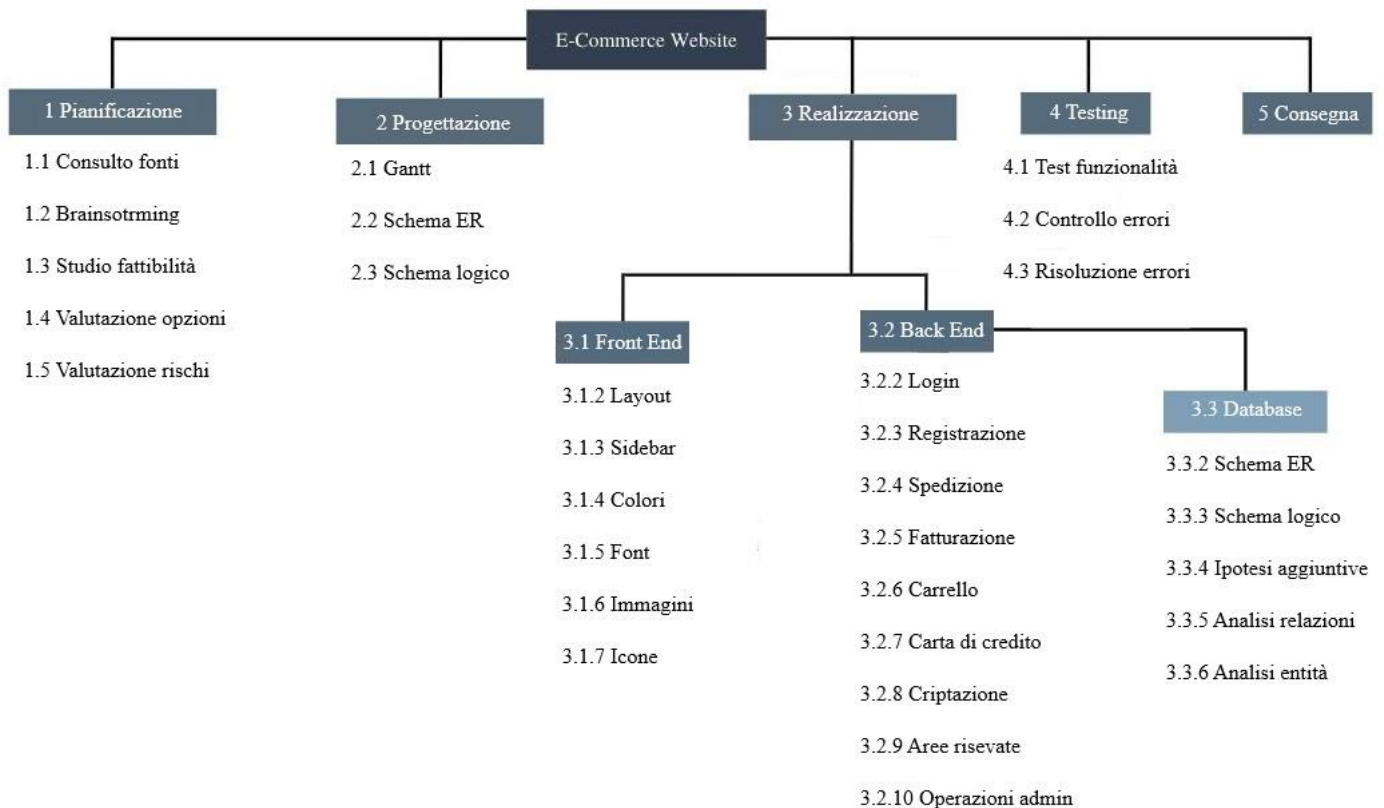 E-Commerce Website
1 Pianificazione
1.1 Consulto fonti
1.2 Brainsotrming
1.3 Studio fattibilità
1.4 Valutazione opzioni
1.5 Valutazione rischi
2 Progettazione
2.1 Gantt
2.2 Schema ER
2.3 Schema logico
3 Realizzazione
3.1 Front End
3.1.2 Layout
3.1.3 Sidebar
3.1.4 Colori
3.1.5 Font
3.1.6 Immagini
3.1.7 Icone
3.2 Back End
3.2.2 Login
3.2.3 Registrazione
3.2.4 Spedizione
3.2.5 Fatturazione
3.2.6 Carrello
3.2.7 Carta di credito
3.2.8 Criptazione
3.2.9 Aree risevate
3.2.10 Operazioni admin
3.3 Database
3.3.2 Schema ER
3.3.3 Schema logico
3.3.4 Ipotesi aggiuntive
3.3.5 Analisi relazioni
3.3.6 Analisi entità
4 Testing
4.1 Test funzionalità
4.2 Controllo errori
4.3 Risoluzione errori
5 Consegna